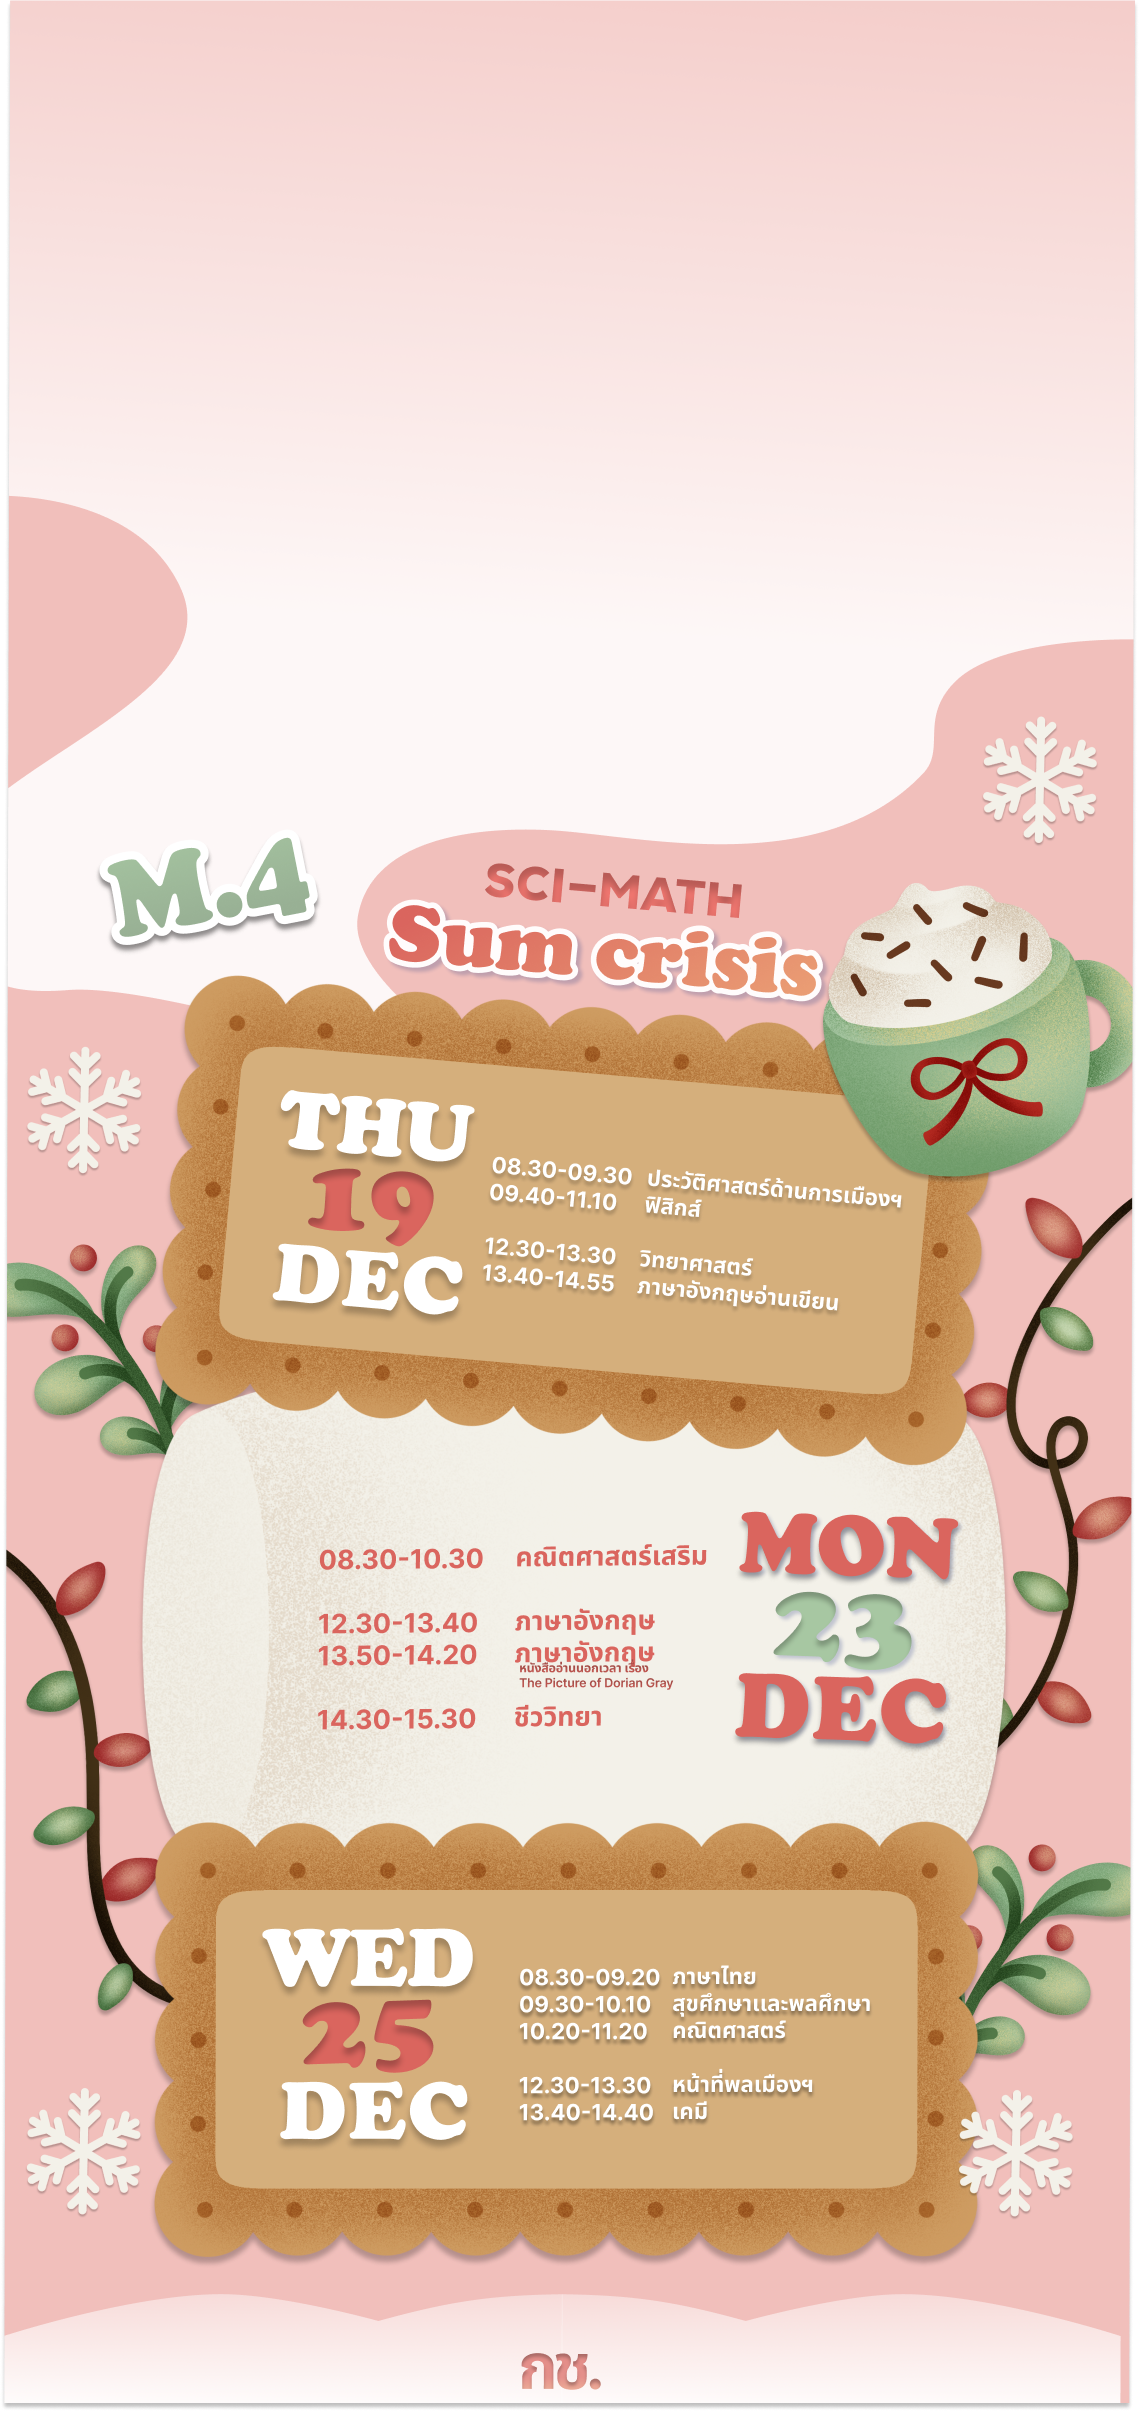 M.4
SCI-MATH
Sum crisis
THU
19
DEC
08.30-09.30 ประวัติศาสตร์ด้านการเมืองฯ
09.40-11.10 ฟิสิกส์
12.30-13.30 วิทยาศาสตร์
13.40-14.55 ภาษาอังกฤษอ่านเขียน
MON
23
DEC
08.30-10.30 คณิตศาสตร์เสริม
12.30-13.40 ภาษาอังกฤษ
13.50-14.20 ภาษาอังกฤษ
หนังสืออ่านนอกเวลา เรื่อง
The Picture of Dorian Gray
14.30-15.30 ชีววิทยา
WED
25
DEC
08.30-09.20 ภาษาไทย
09.30-10.10 สุขศึกษาและพลศึกษา
10.20-11.20 คณิตศาสตร์
12.30-13.30 หน้าที่พลเมืองฯ
13.40-14.40 เคมี
กช.